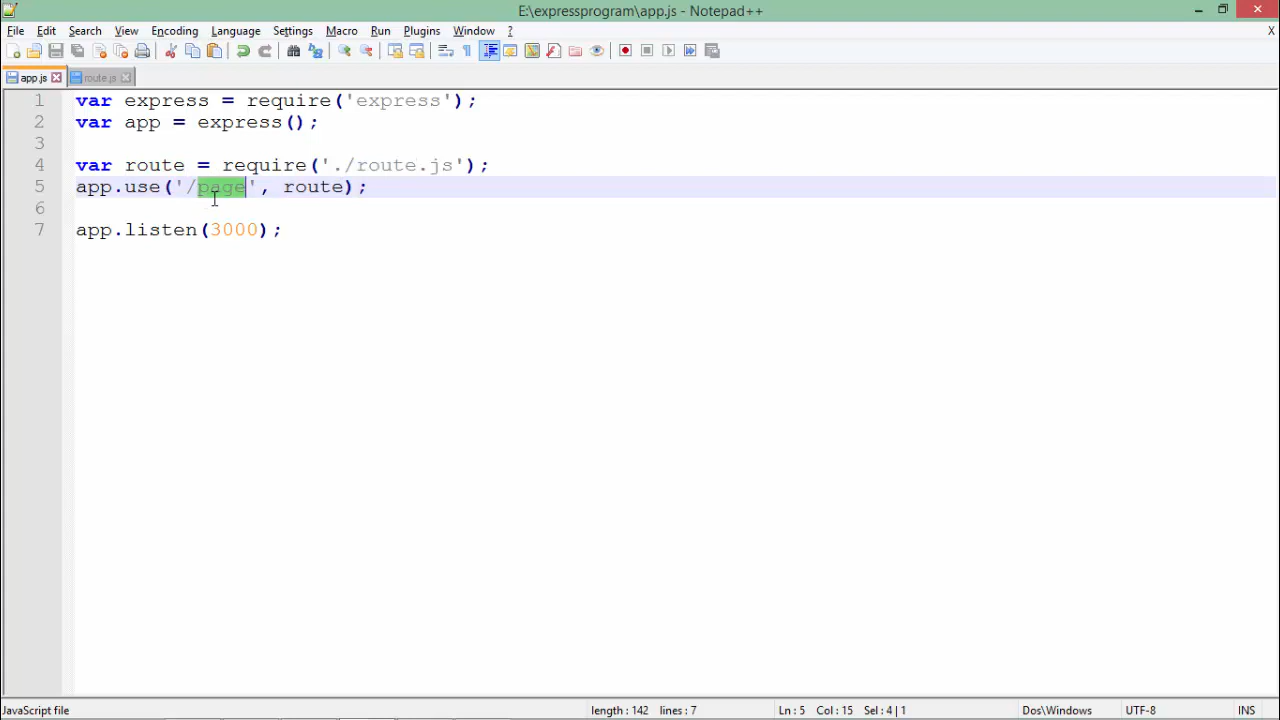 E:\expressprogram\app.js - Notepad++
File Edit Search View Encoding Language Settings Macro Run Plugins Window ? X
app.js route.js
1 var express = require('express');
2 var app = express();
3
4 var route = require('./route.js');
5 app.use('/page', route);
6
7 app.listen(3000);
JavaScript file length : 142 lines : 7 Ln : 5 Col : 15 Sel : 4 | 1 Dos\Windows UTF-8 INS